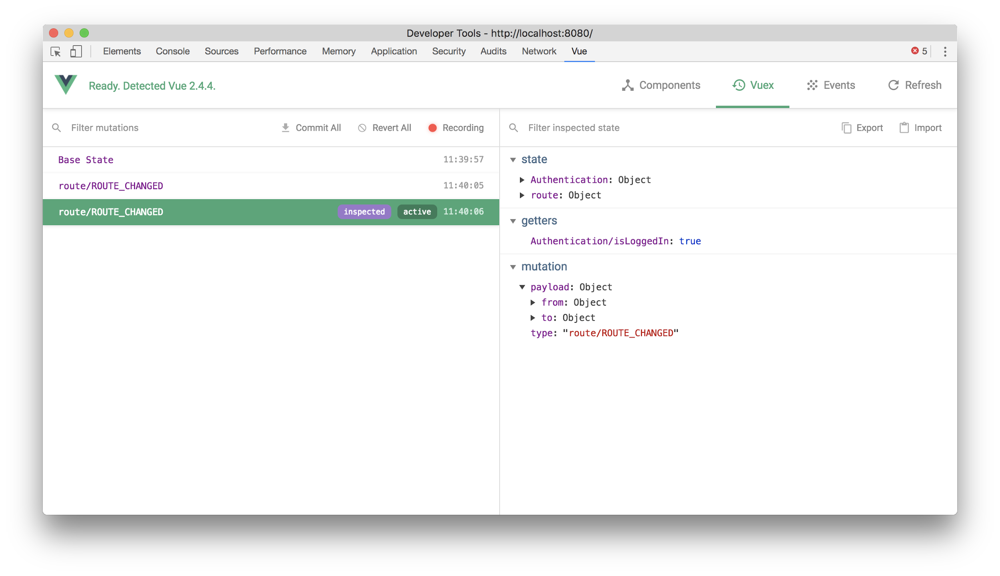 Developer Tools - http://localhost:8080/
Elements Console Sources Performance Memory Application Security Audits Network Vue 5
Ready. Detected Vue 2.4.4. Components Vuex Events Refresh
Filter mutations Commit All Revert All Recording Filter inspected state Export Import
Base State 11:39:57
route/ROUTE_CHANGED 11:40:05
route/ROUTE_CHANGED inspected active 11:40:06
state
Authentication: Object
route: Object
getters
Authentication/isLoggedIn: true
mutation
payload: Object
from: Object
to: Object
type: "route/ROUTE_CHANGED"